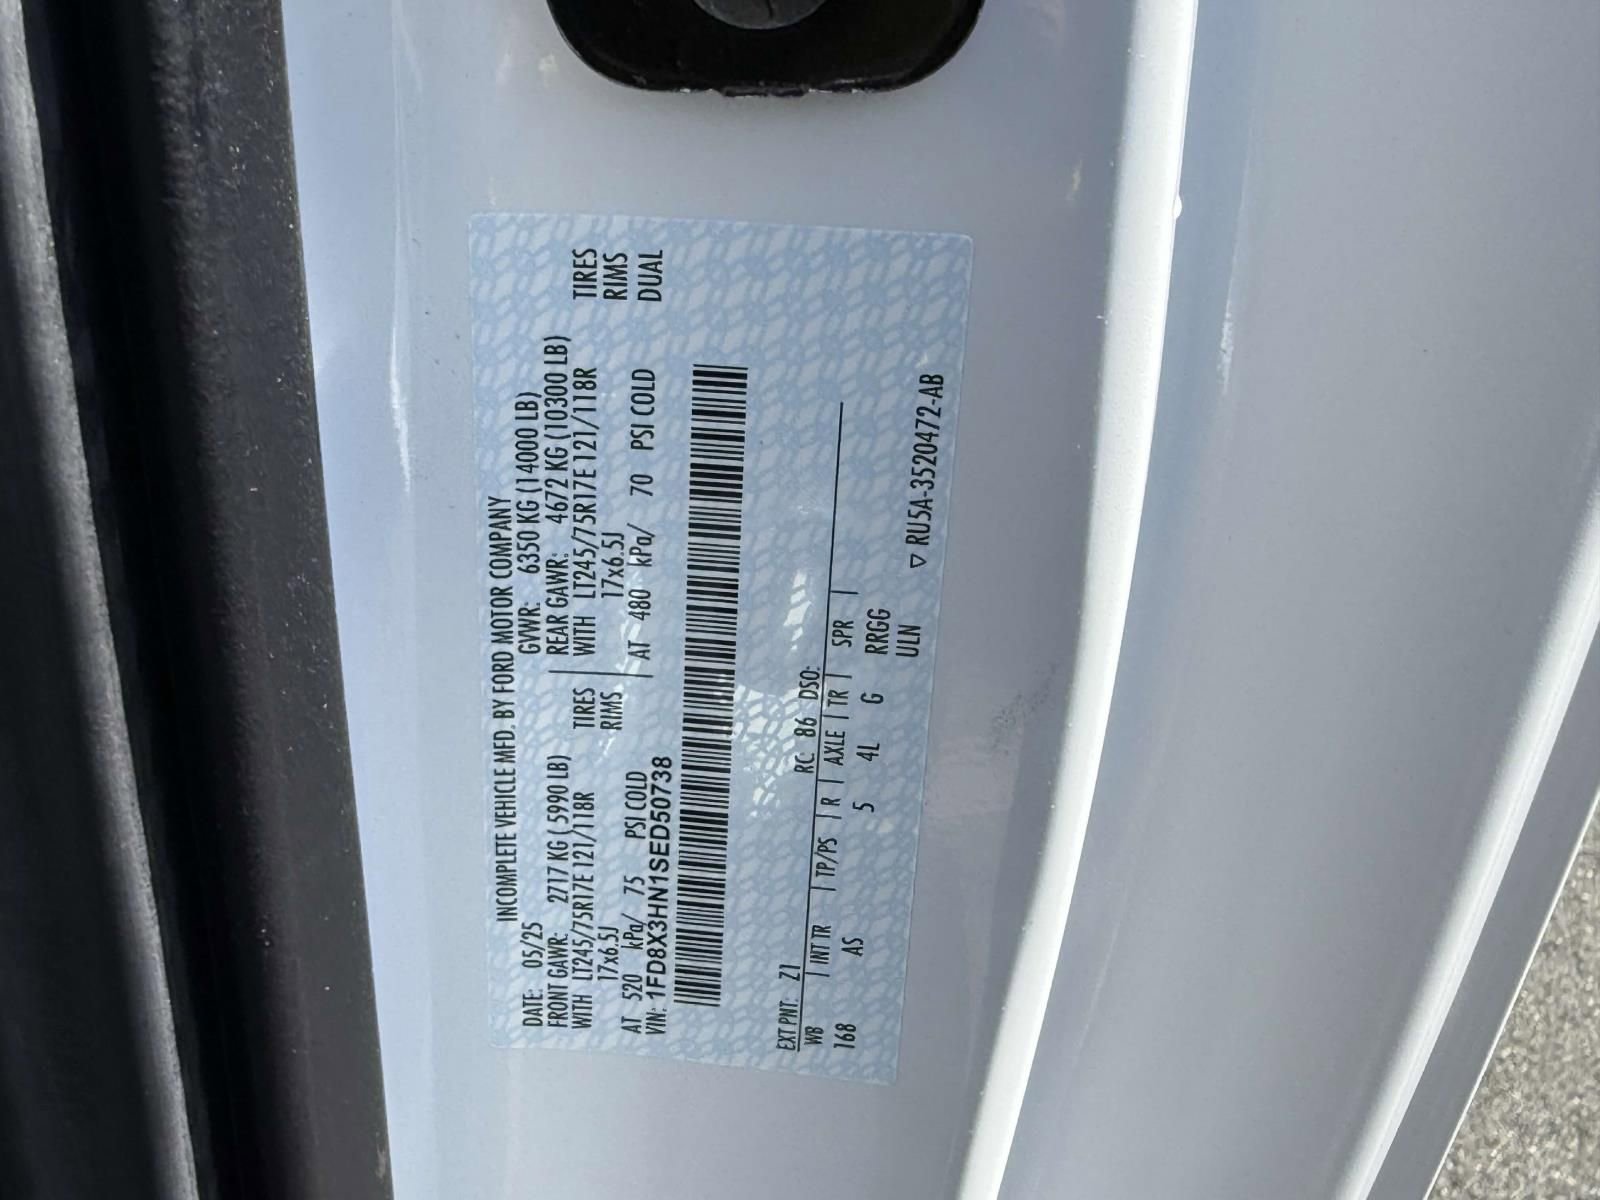 INCOMPLETE VEHICLE MFD. BY FORD MOTOR COMPANY
DATE: 05/25 GVWR: 6350 KG (14000 LB)
FRONT GAWR: 2717 KG ( 5990 LB) REAR GAWR: 4672 KG (10300 LB)
WITH LT245/75R17E 121/118R TIRES WITH LT245/75R17E 121/118R TIRES
17x6.5J RIMS 17x6.5J RIMS
AT 520 kPa/ 75 PSI COLD AT 480 kPa/ 70 PSI COLD DUAL
VIN: 1FD8X3HN1SED50738
EXT PNT: Z1 RC: 86 DSO:
WB INT TR TP/PS R AXLE TR SPR
168 AS 5 4L G RRGG
ULN
▽ RU5A-3520472-AB